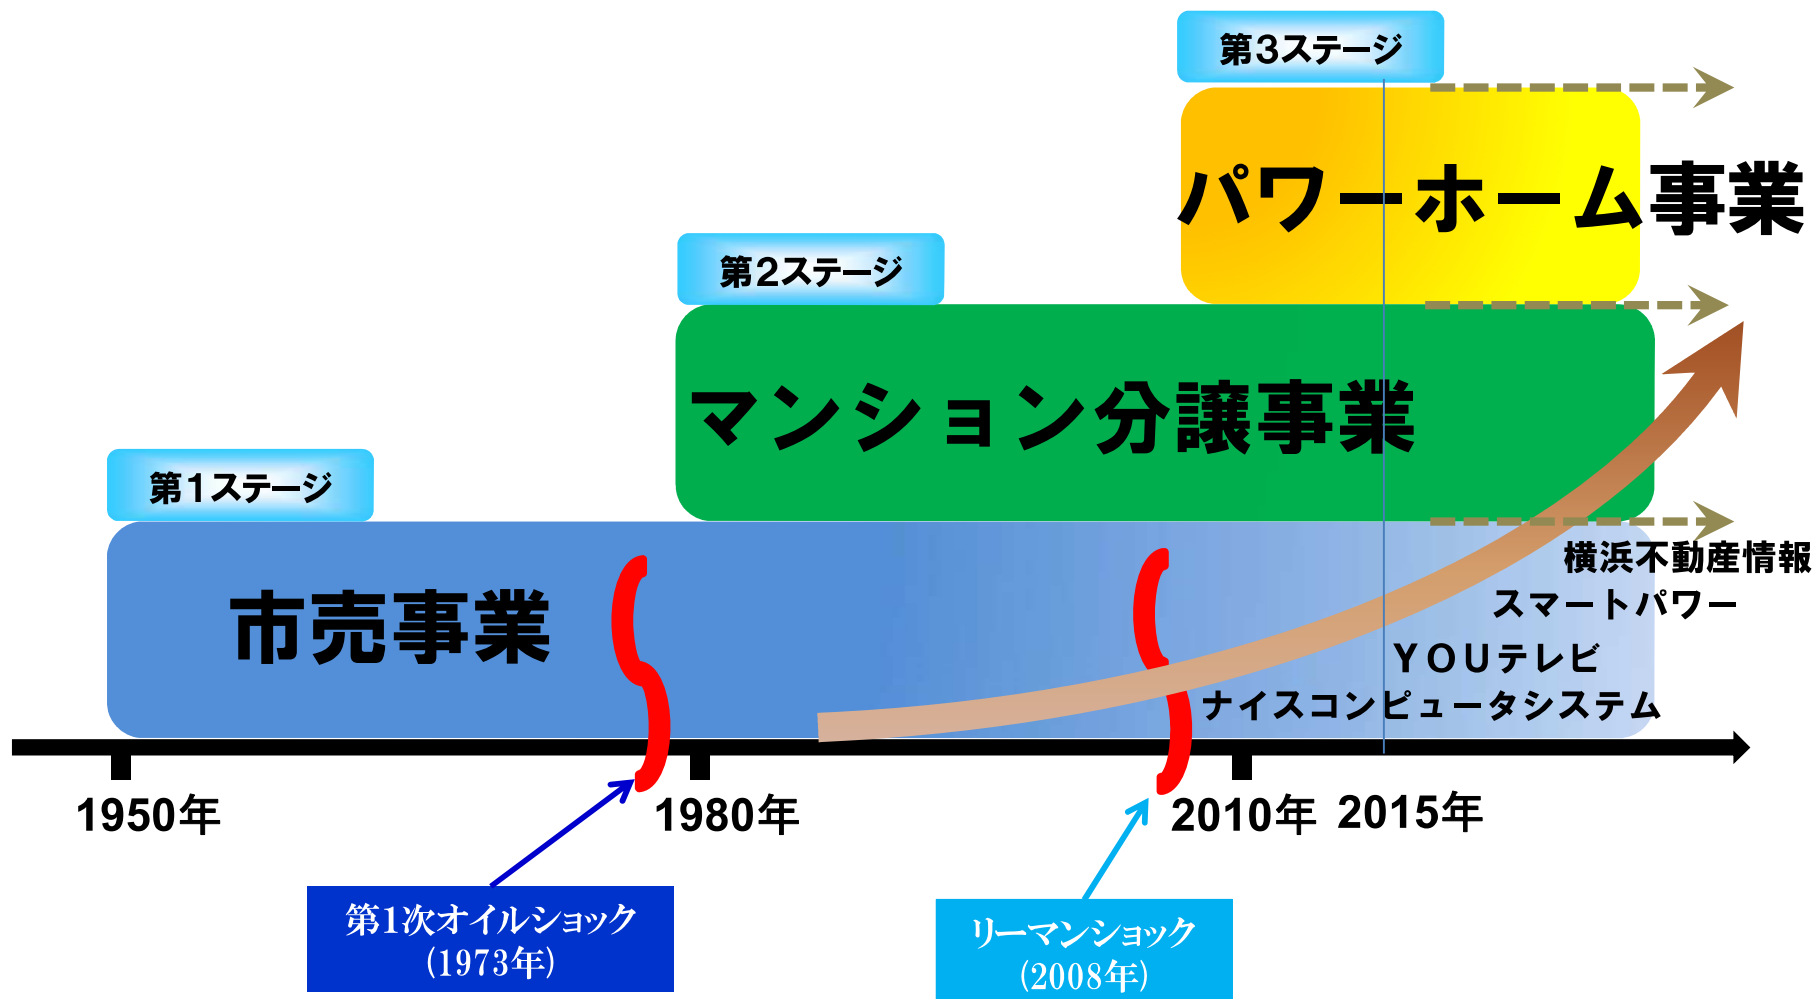 第3ステージ
パワーホーム事業
第2ステージ
マンション分譲事業
第1ステージ
市売事業
横浜不動産情報
スマートパワー
YOUテレビ
ナイスコンピュータシステム
1950年
1980年
2010年
2015年
第1次オイルショック
(1973年)
リーマンショック
(2008年)